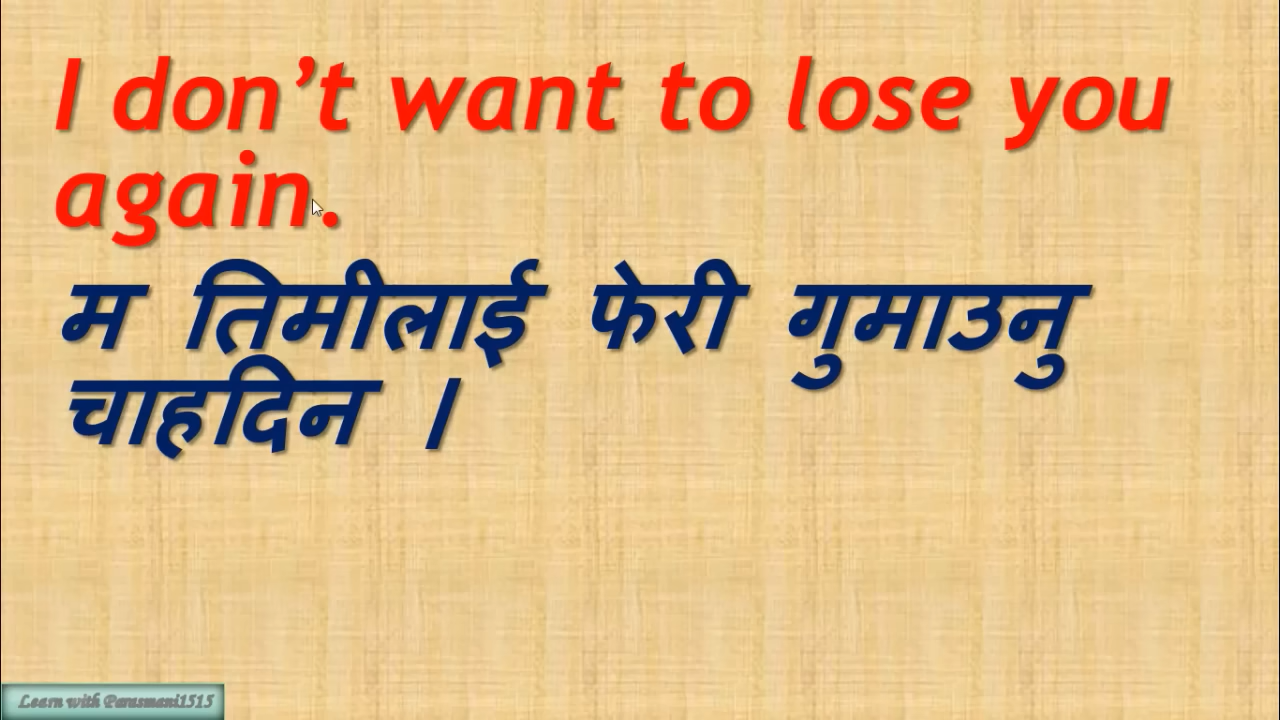 I don’t want to lose you
again.
म तिमीलाई फेरी गुमाउनु
चाहदिन ।
Learn with Parasmani1515